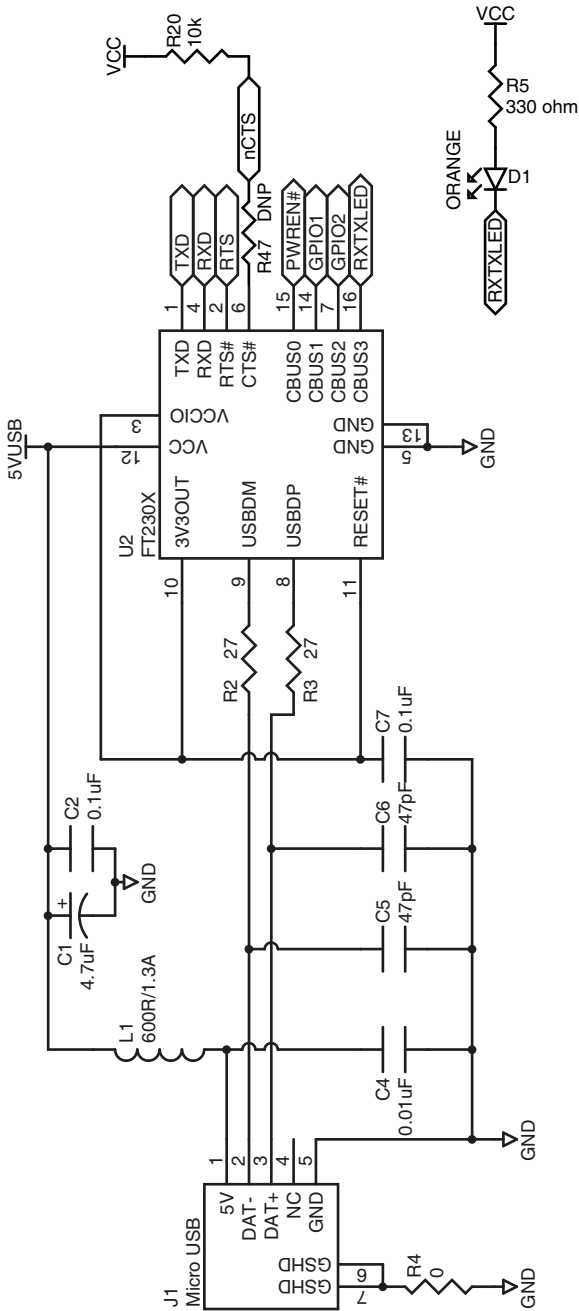 J1
Micro USB
5V
DAT-
DAT+
NC
GND
GSHD
GSHD
1
2
3
4
5
6
7
R4
0
GND
GND
L1
600R/1.3A
C1
4.7uF
+
C2
0.1uF
GND
C4
0.01uF
C5
47pF
C6
47pF
C7
0.1uF
R2
27
R3
27
5VUSB
U2
FT230X
10
9
8
11
3V3OUT
USBDM
USBDP
RESET#
12
3
VCC
VCCIO
GND
GND
5
13
GND
TXD
RXD
RTS#
CTS#
CBUS0
CBUS1
CBUS2
CBUS3
1
4
2
6
15
14
7
16
TXD
RXD
RTS
R47
DNP
nCTS
PWREN#
GPIO1
GPIO2
RXTXLED
VCC
R20
10k
RXTXLED
ORANGE
D1
R5
330 ohm
VCC